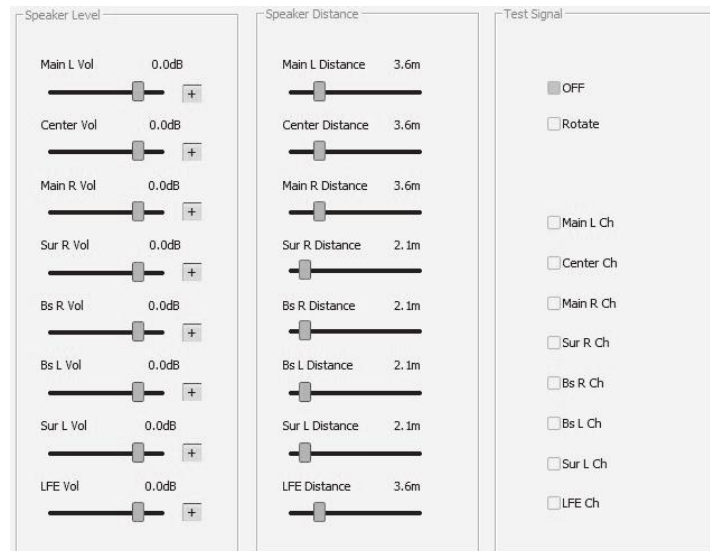 Speaker Level
Main L Vol 0.0dB
+
Center Vol 0.0dB
+
Main R Vol 0.0dB
+
Sur R Vol 0.0dB
+
Bs R Vol 0.0dB
+
Bs L Vol 0.0dB
+
Sur L Vol 0.0dB
+
LFE Vol 0.0dB
+
Speaker Distance
Main L Distance 3.6m
Center Distance 3.6m
Main R Distance 3.6m
Sur R Distance 2.1m
Bs R Distance 2.1m
Bs L Distance 2.1m
Sur L Distance 2.1m
LFE Distance 3.6m
Test Signal
OFF
Rotate
Main L Ch
Center Ch
Main R Ch
Sur R Ch
Bs R Ch
Bs L Ch
Sur L Ch
LFE Ch